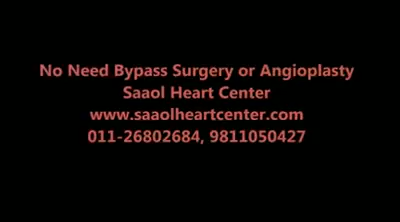 No Need Bypass Surgery or Angioplasty
Saaol Heart Center
www.saaolheartcenter.com
011-26802684, 9811050427